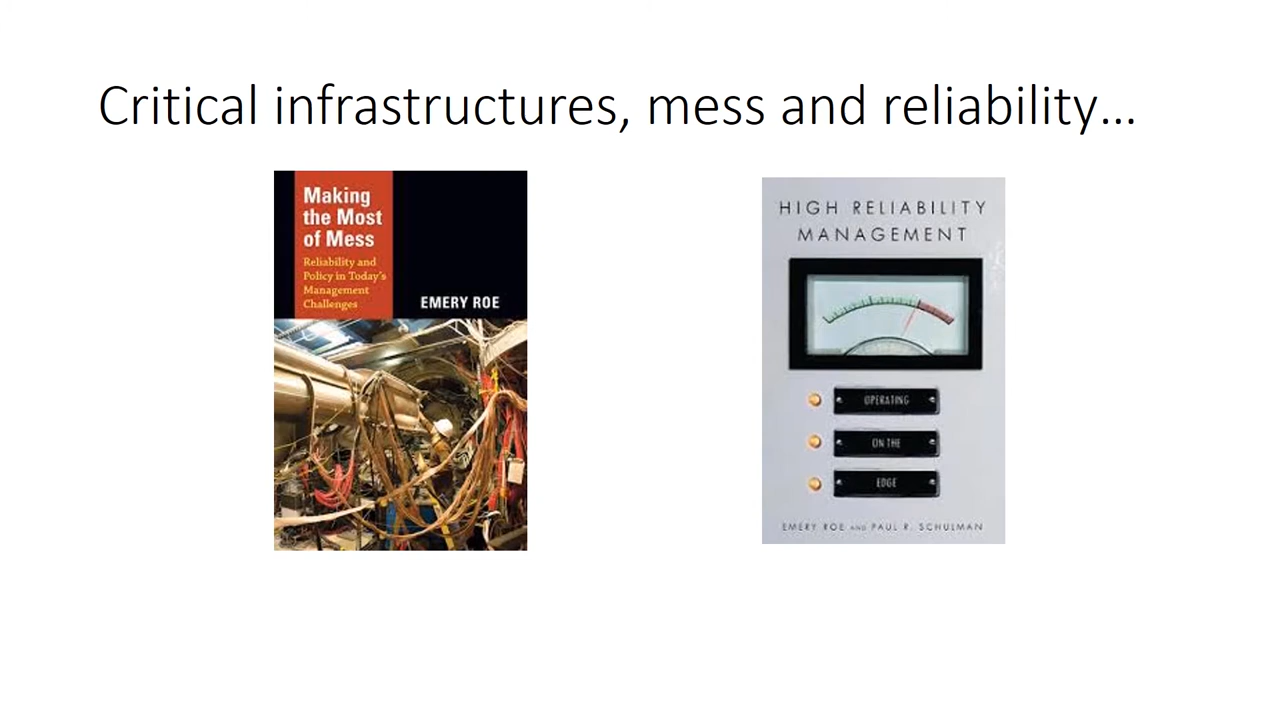 Critical infrastructures, mess and reliability...
Making
the Most
of Mess
Reliability and
Policy in Today's
Management
Challenges
EMERY ROE
HIGH RELIABILITY
MANAGEMENT
OPERATING
ON THE
EDGE
EMERY ROE AND PAUL R. SCHULMAN